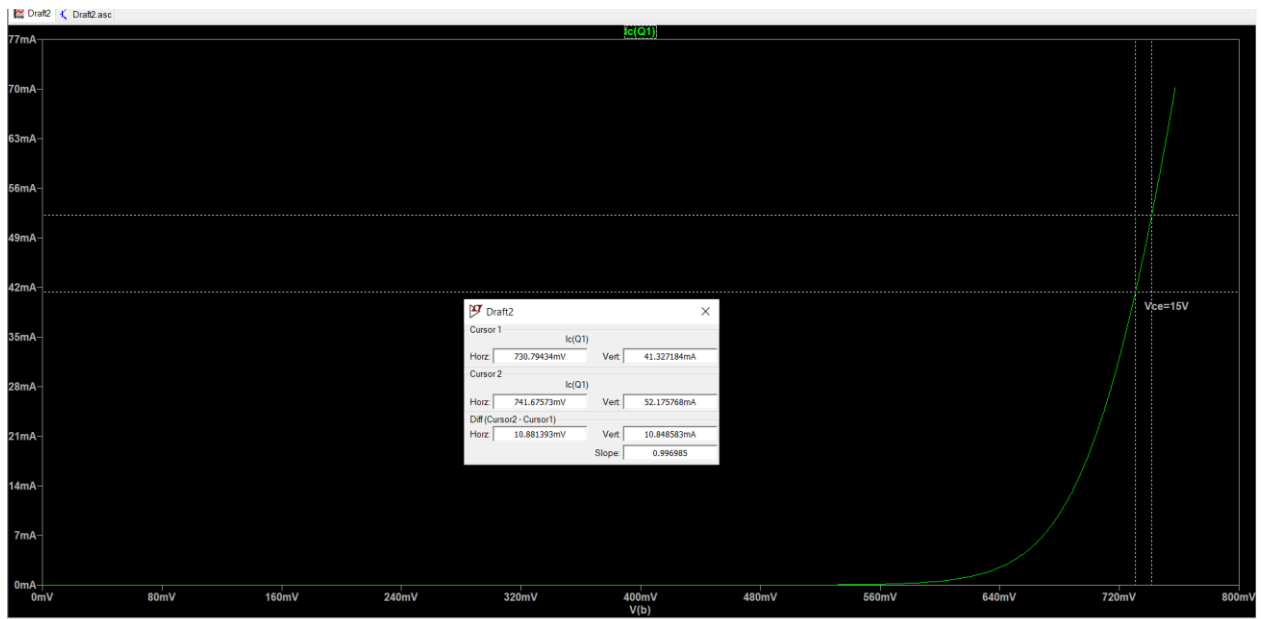 Draft2 Draft2.asc
Ic(Q1)
77mA
70mA
63mA
56mA
49mA
42mA
35mA
28mA
21mA
14mA
7mA
0mA
Vce=15V
Draft2
Cursor 1
Ic(Q1)
Horz: 730.79434mV Vert: 41.327184mA
Cursor 2
Ic(Q1)
Horz: 741.67573mV Vert: 52.175768mA
Diff (Cursor2 - Cursor1)
Horz: 10.881393mV Vert: 10.848583mA
Slope: 0.996985
0mV 80mV 160mV 240mV 320mV 400mV 480mV 560mV 640mV 720mV 800mV
V(b)